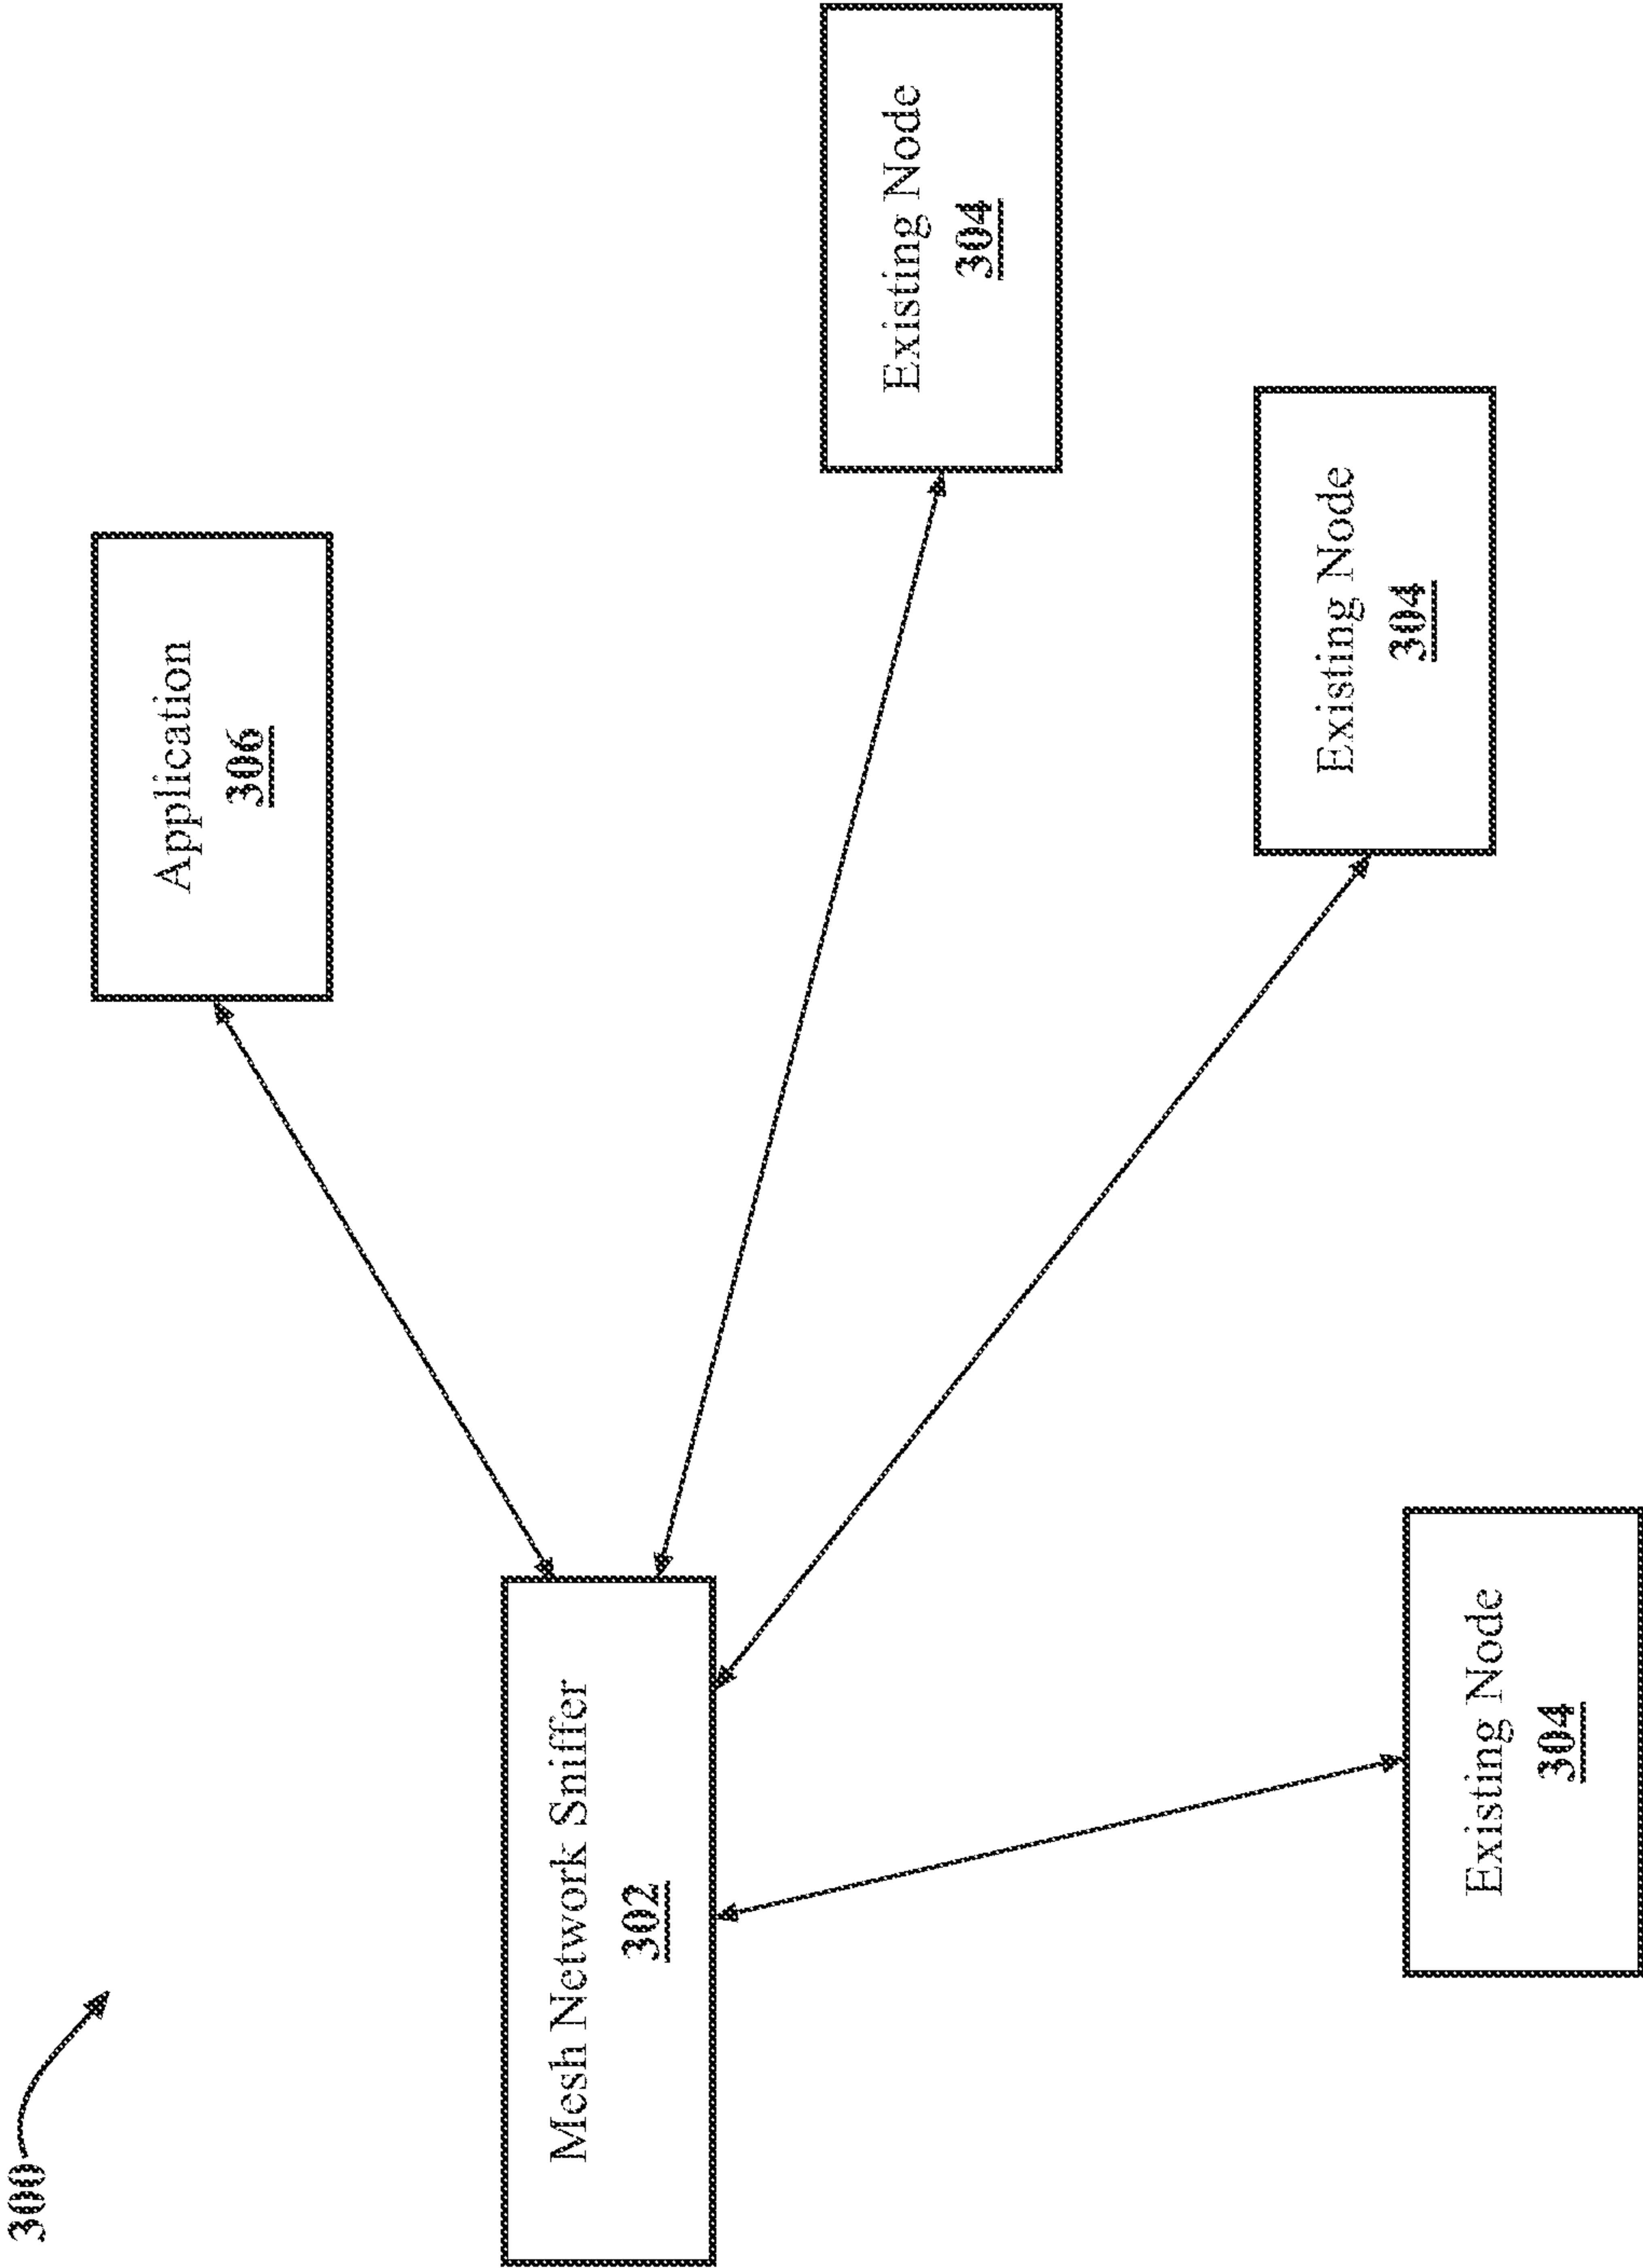 300
Application
306
Mesh Network Sniffer
302
Existing Node
304
Existing Node
304
Existing Node
304